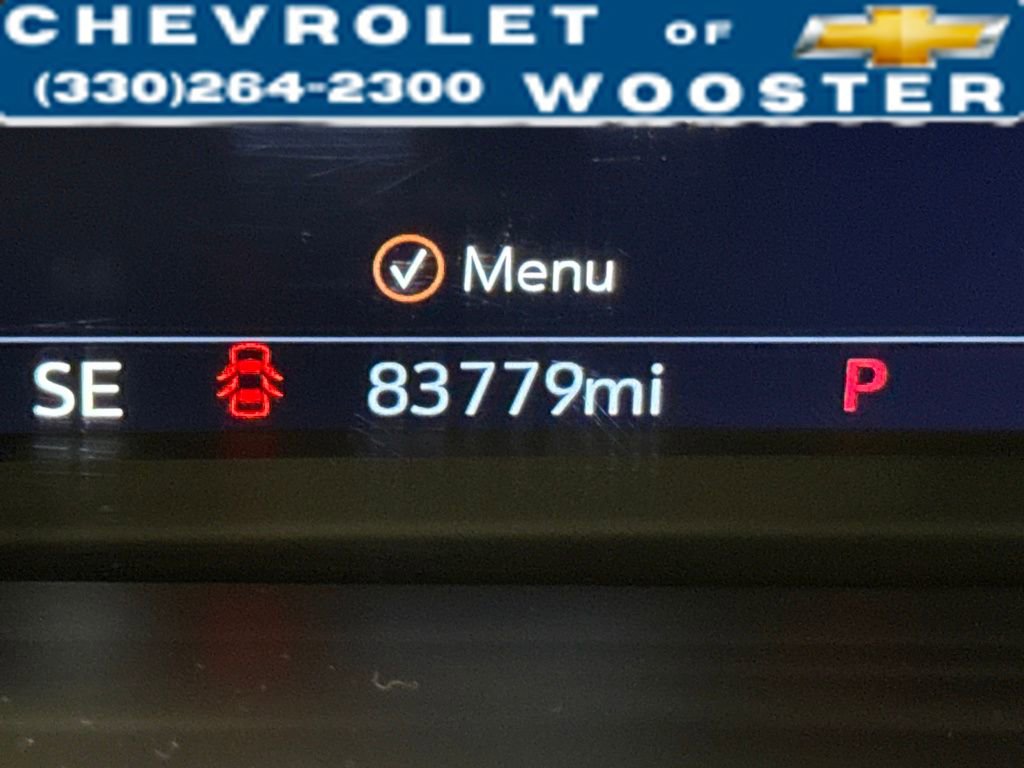 CHEVROLET OF
(330)264-2300 WOOSTER
Menu
SE 83779mi P